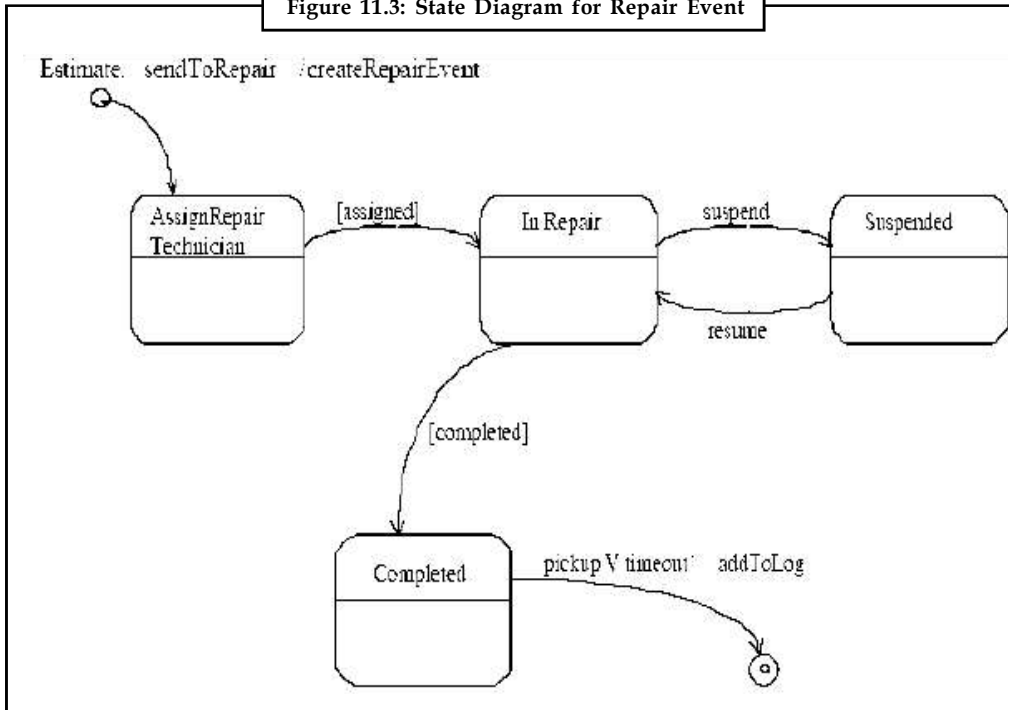 Figure 11.3: State Diagram for Repair Event
Estimate. sendToRepair /createRepairEvent
AssignRepair
Technician
[assigned]
In Repair
suspend
Suspended
resume
[completed]
Completed
pickup V timeout' addToLog